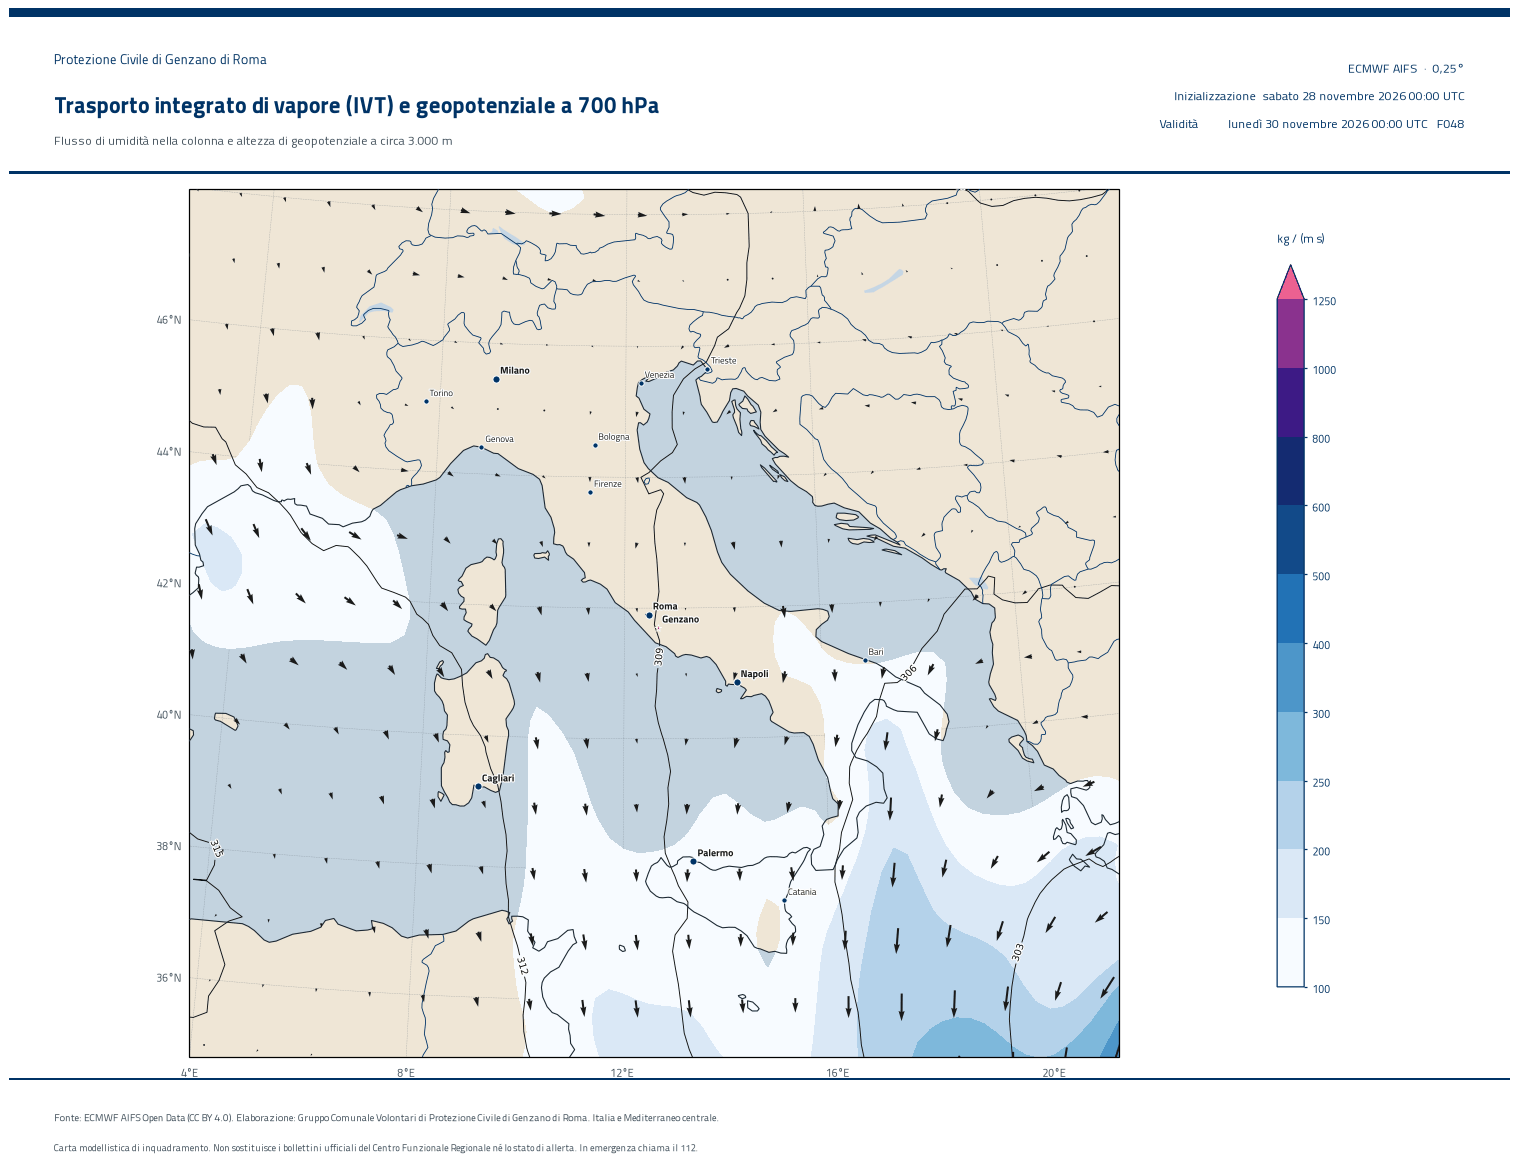 Protezione Civile di Genzano di Roma
Trasporto integrato di vapore (IVT) e geopotenziale a 700 hPa
Flusso di umidità nella colonna e altezza di geopotenziale a circa 3.000 m
ECMWF AIFS · 0,25°
Inizializzazione sabato 28 novembre 2026 00:00 UTC
Validità lunedì 30 novembre 2026 00:00 UTC F048
kg / (m s)
1250
1000
800
600
500
400
300
250
200
150
100
46°N
44°N
42°N
40°N
38°N
36°N
4°E
8°E
12°E
16°E
20°E
Trieste
Milano
Venezia
Torino
Genova
Bologna
Firenze
Roma
Genzano
309
Bari
306
Napoli
Cagliari
315
Palermo
Catania
312
303
Fonte: ECMWF AIFS Open Data (CC BY 4.0). Elaborazione: Gruppo Comunale Volontari di Protezione Civile di Genzano di Roma. Italia e Mediterraneo centrale.
Carta modellistica di inquadramento. Non sostituisce i bollettini ufficiali del Centro Funzionale Regionale né lo stato di allerta. In emergenza chiama il 112.